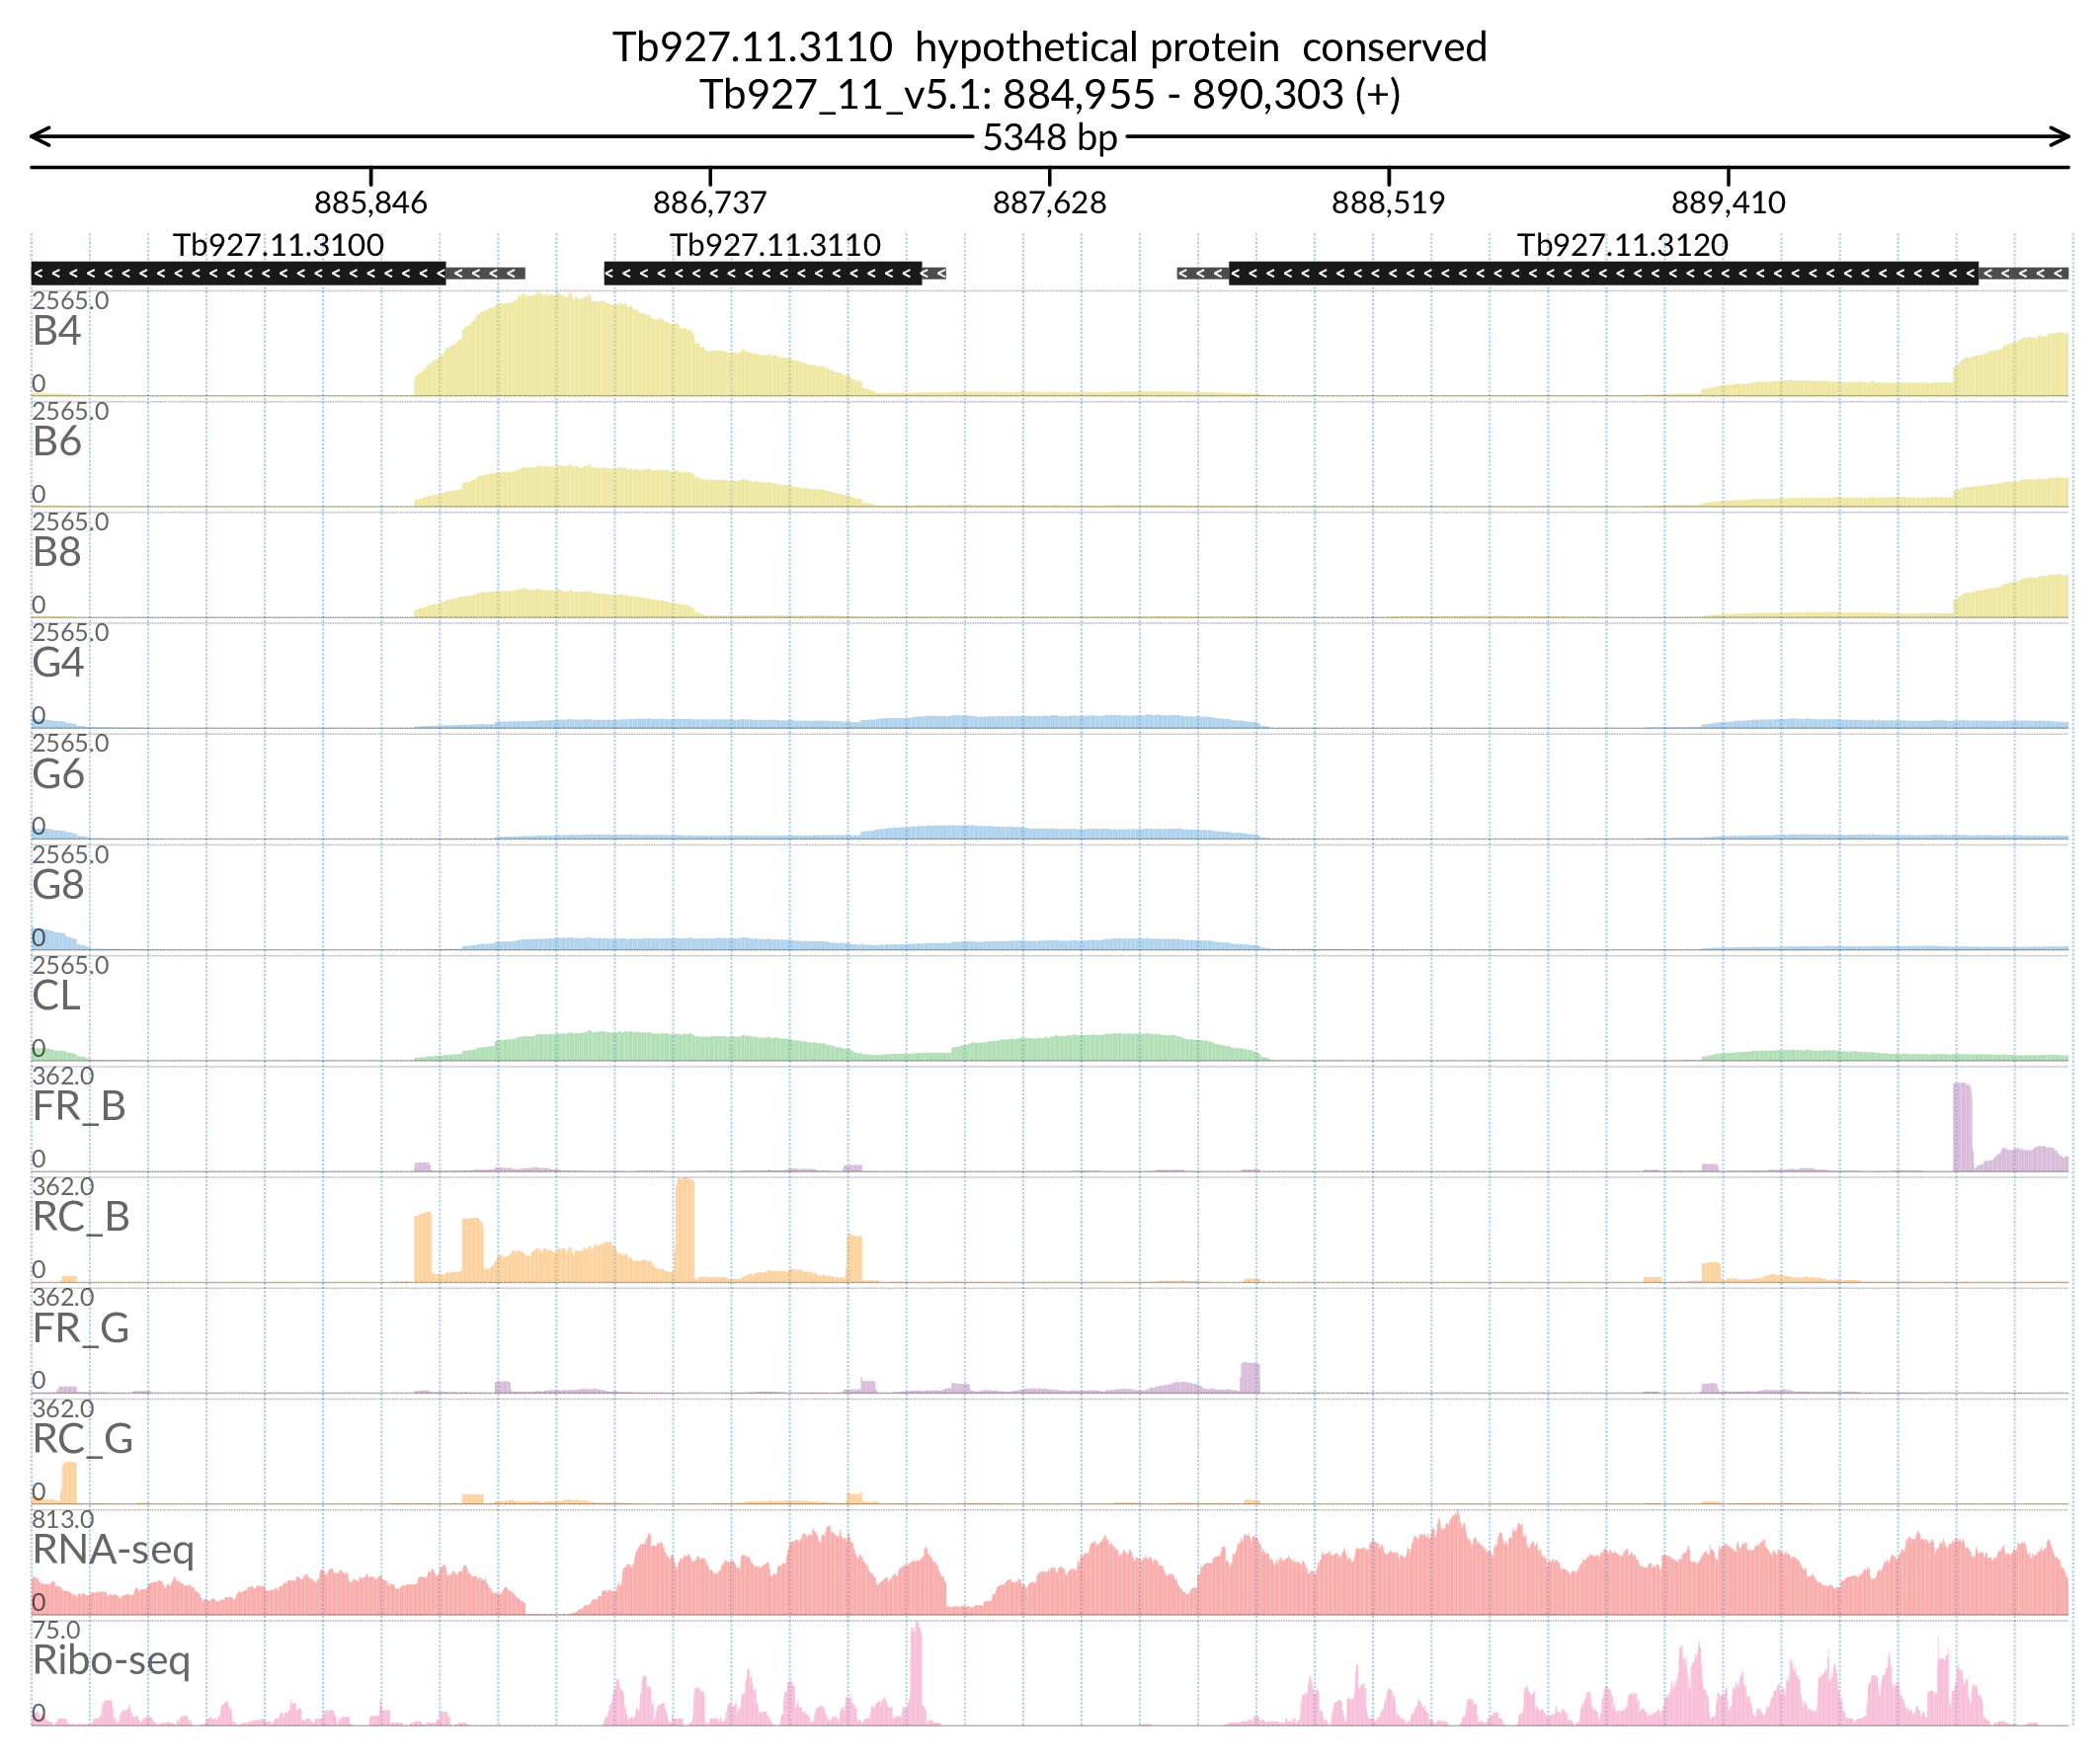 Tb927.11.3110 hypothetical protein conserved
Tb927_11_v5.1: 884,955 - 890,303 (+)
5348 bp
885,846 886,737 887,628 888,519 889,410
Tb927.11.3100 Tb927.11.3110 Tb927.11.3120
2565.0
B4
0
2565.0
B6
0
2565.0
B8
0
2565.0
G4
0
2565.0
G6
0
2565.0
G8
0
2565.0
CL
0
362.0
FR_B
0
362.0
RC_B
0
362.0
FR_G
0
362.0
RC_G
0
813.0
RNA-seq
0
75.0
Ribo-seq
0